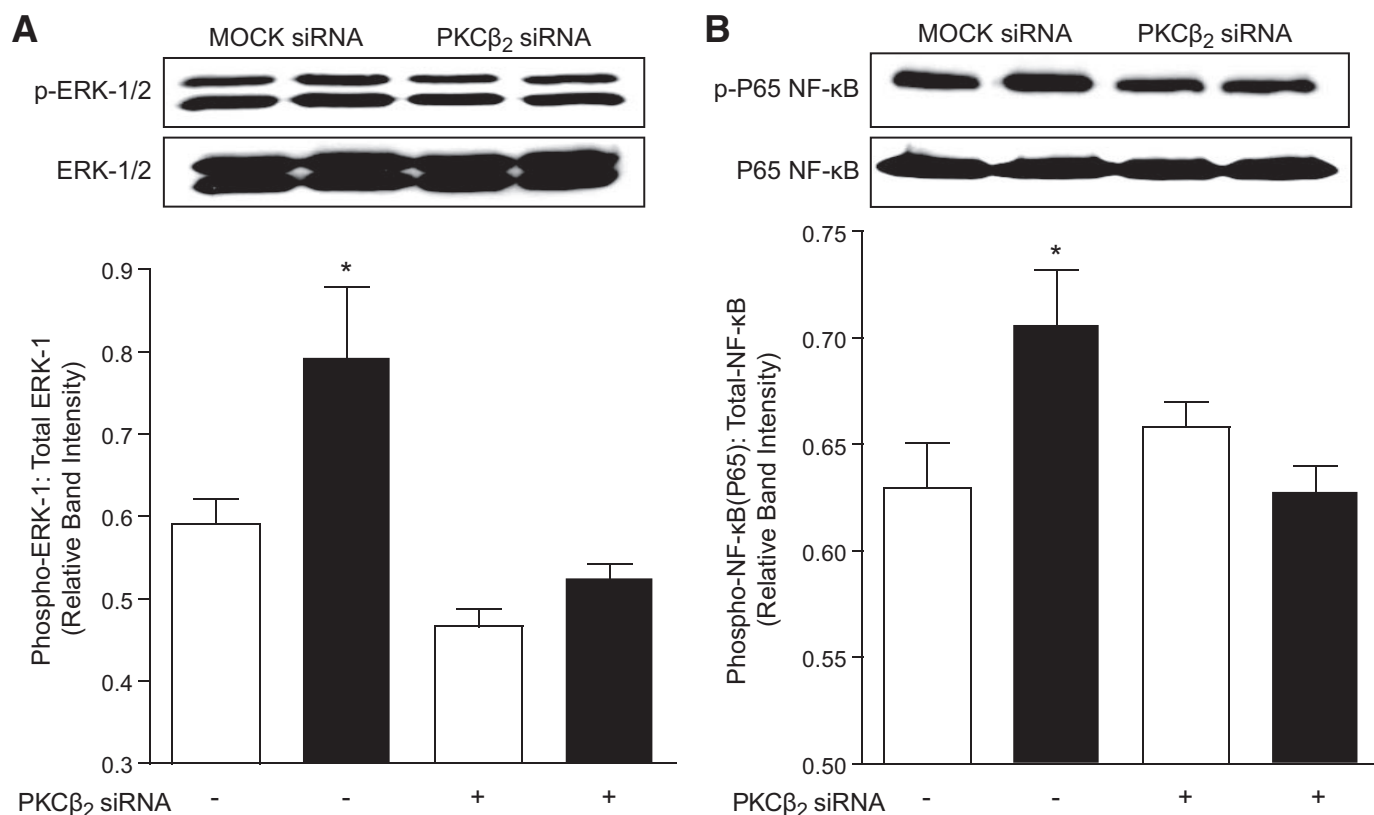 A
MOCK siRNA PKCβ₂ siRNA
p-ERK-1/2
ERK-1/2
0.9
0.8
0.7
0.6
0.5
0.4
0.3
*
Phospho-ERK-1: Total ERK-1
(Relative Band Intensity)
PKCβ₂ siRNA - - + +
B
MOCK siRNA PKCβ₂ siRNA
p-P65 NF-κB
P65 NF-κB
0.75
0.70
0.65
0.60
0.55
0.50
*
Phospho-NF-κB(P65): Total-NF-κB
(Relative Band Intensity)
PKCβ₂ siRNA - - + +